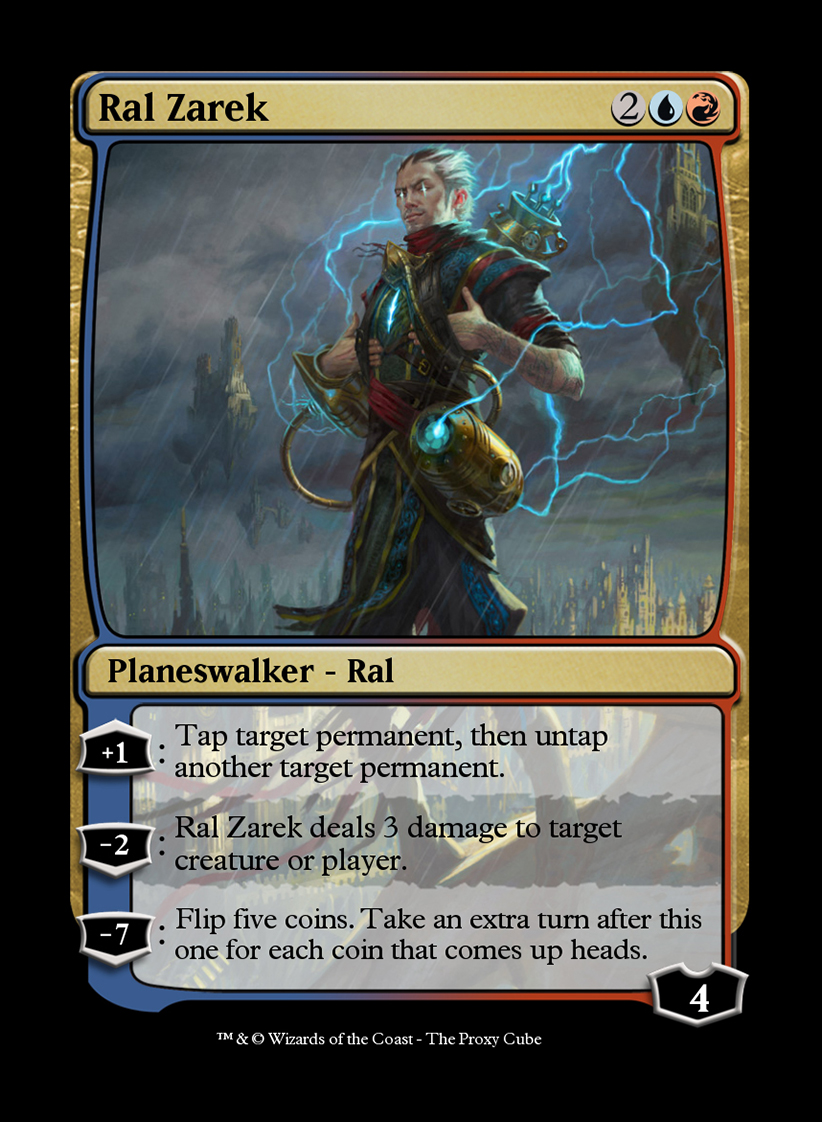 Ral Zarek 2
Planeswalker - Ral
+1 : Tap target permanent, then untap
another target permanent.
-2 : Ral Zarek deals 3 damage to target
creature or player.
-7 : Flip five coins. Take an extra turn after this
one for each coin that comes up heads.
4
™ & © Wizards of the Coast - The Proxy Cube